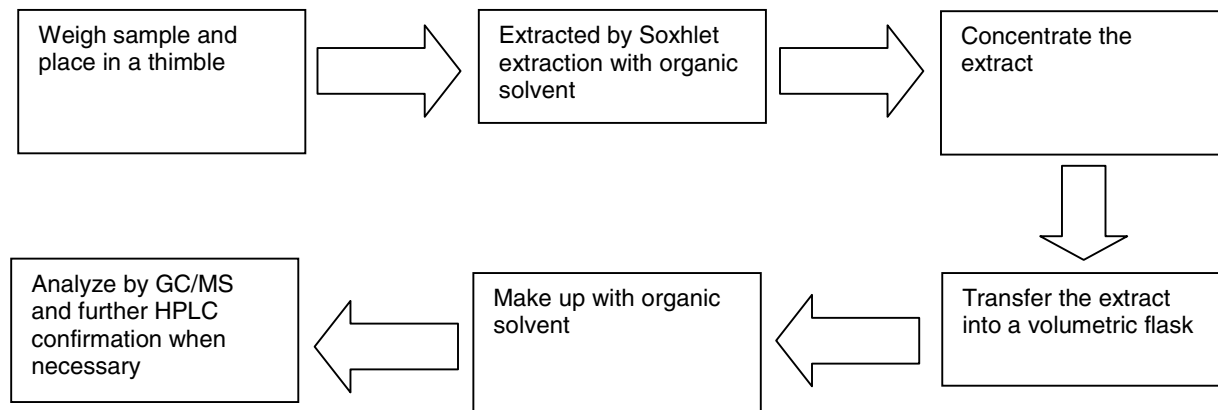 Weigh sample and
place in a thimble
Extracted by Soxhlet
extraction with organic
solvent
Concentrate the
extract
Transfer the extract
into a volumetric flask
Make up with organic
solvent
Analyze by GC/MS
and further HPLC
confirmation when
necessary